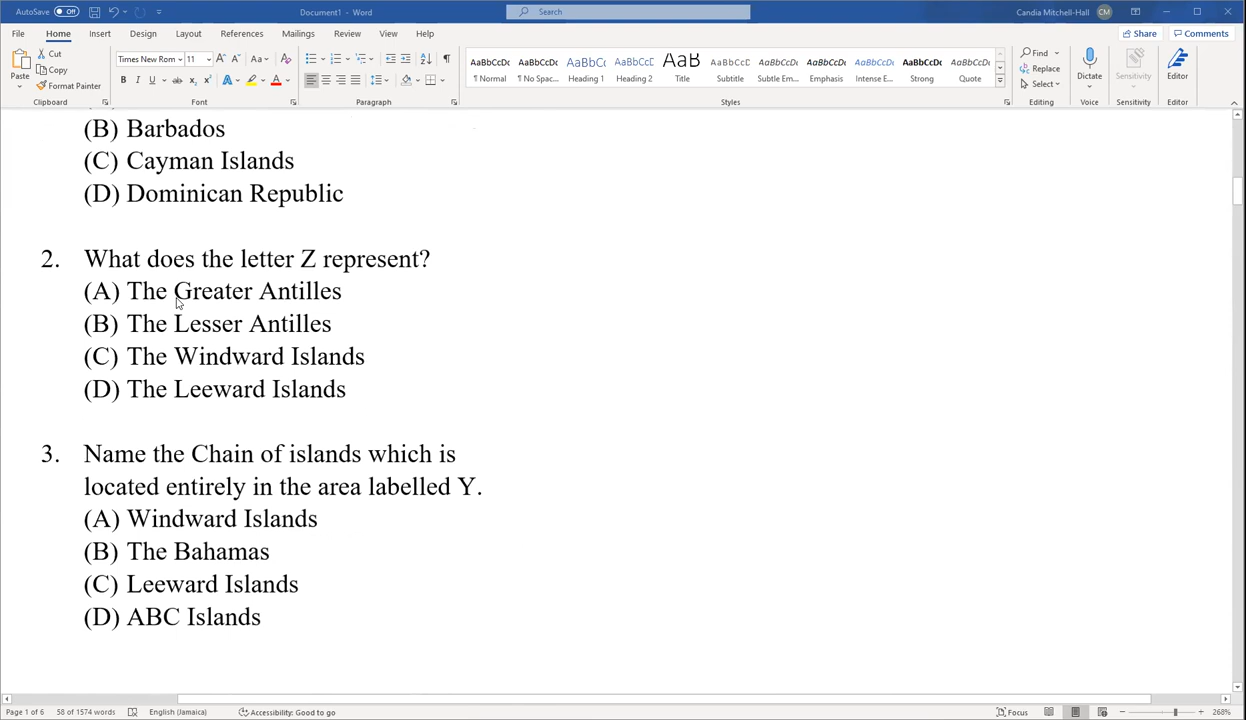 AutoSave Off Document1 - Word Search Candia Mitchell-Hall CM
File Home Insert Design Layout References Mailings Review View Help Share Comments
Paste Cut Copy Format Painter Clipboard
Times New Rom 11 Font
Paragraph
AaBbCcDc ¶ Normal AaBbCcDc ¶ No Spac... AaBbC Heading 1 AaBbCcC Heading 2 AaB Title AaBbCcD Subtitle AaBbCcDc Subtle Em... AaBbCcDc Emphasis AaBbCcDc Intense E... AaBbCcDc Strong AaBbCcDc Quote Styles
Find Replace Select Editing
Dictate Voice
Sensitivity Sensitivity
Editor Editor
(B) Barbados
(C) Cayman Islands
(D) Dominican Republic
2. What does the letter Z represent?
(A) The Greater Antilles
(B) The Lesser Antilles
(C) The Windward Islands
(D) The Leeward Islands
3. Name the Chain of islands which is
located entirely in the area labelled Y.
(A) Windward Islands
(B) The Bahamas
(C) Leeward Islands
(D) ABC Islands
Page 1 of 6 58 of 1574 words English (Jamaica) Accessibility: Good to go Focus 268%